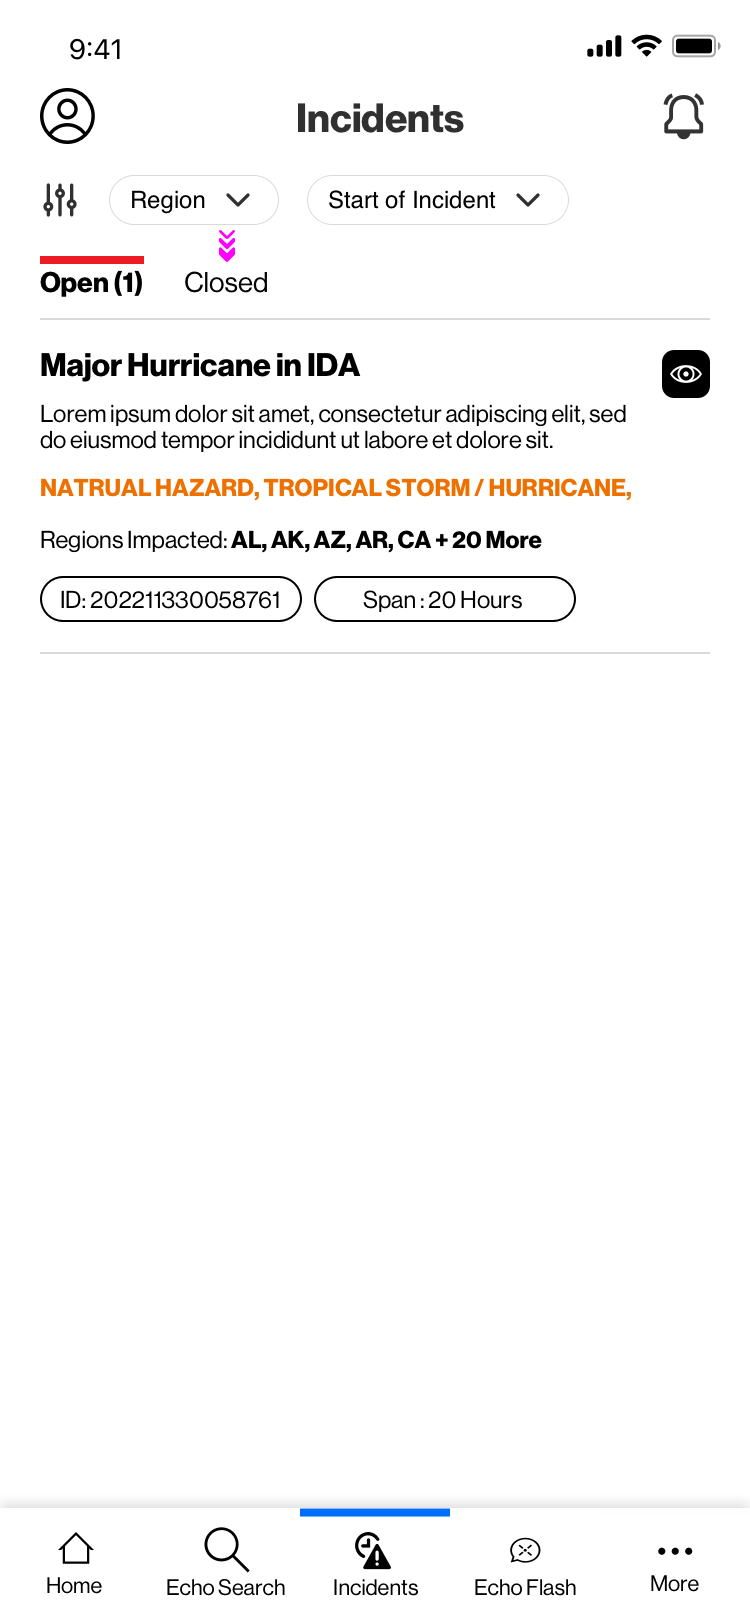 9:41
Incidents
Region
Start of Incident
Open (1)
Closed
Major Hurricane in IDA
Lorem ipsum dolor sit amet, consectetur adipiscing elit, sed
do eiusmod tempor incididunt ut labore et dolore sit.
NATRUAL HAZARD, TROPICAL STORM / HURRICANE,
Regions Impacted: AL, AK, AZ, AR, CA + 20 More
ID: 202211330058761
Span : 20 Hours
Home
Echo Search
Incidents
Echo Flash
More